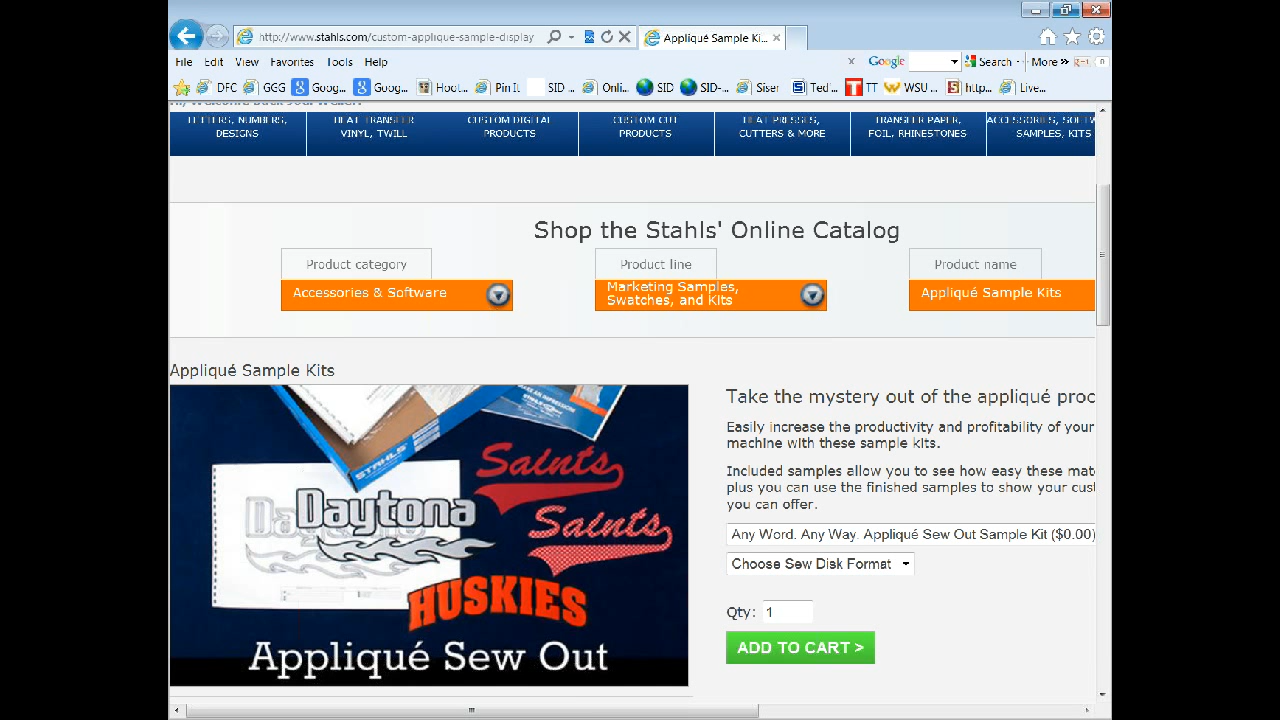 http://www.stahls.com/custom-applique-sample-display
Appliqué Sample Ki...
File Edit View Favorites Tools Help
Google
Search
More »
DFC GGG Goog... Goog... Hoot... Pin It SID ... Onli... SID SID-... Siser Ted'... TT WSU ... http... Live...
LETTERS, NUMBERS,
DESIGNS
HEAT TRANSFER
VINYL, TWILL
CUSTOM DIGITAL
PRODUCTS
CUSTOM CUT
PRODUCTS
HEAT PRESSES,
CUTTERS & MORE
TRANSFER PAPER,
FOIL, RHINESTONES
ACCESSORIES, SOFTW
SAMPLES, KITS
Shop the Stahls' Online Catalog
Product category
Accessories & Software
Product line
Marketing Samples,
Swatches, and Kits
Product name
Appliqué Sample Kits
Appliqué Sample Kits
STAHLS'
Saints
Daytona
Saints
HUSKIES
Appliqué Sew Out
Take the mystery out of the appliqué proc
Easily increase the productivity and profitability of your
machine with these sample kits.
Included samples allow you to see how easy these mat
plus you can use the finished samples to show your cust
you can offer.
Any Word. Any Way. Appliqué Sew Out Sample Kit ($0.00)
Choose Sew Disk Format
Qty: 1
ADD TO CART >